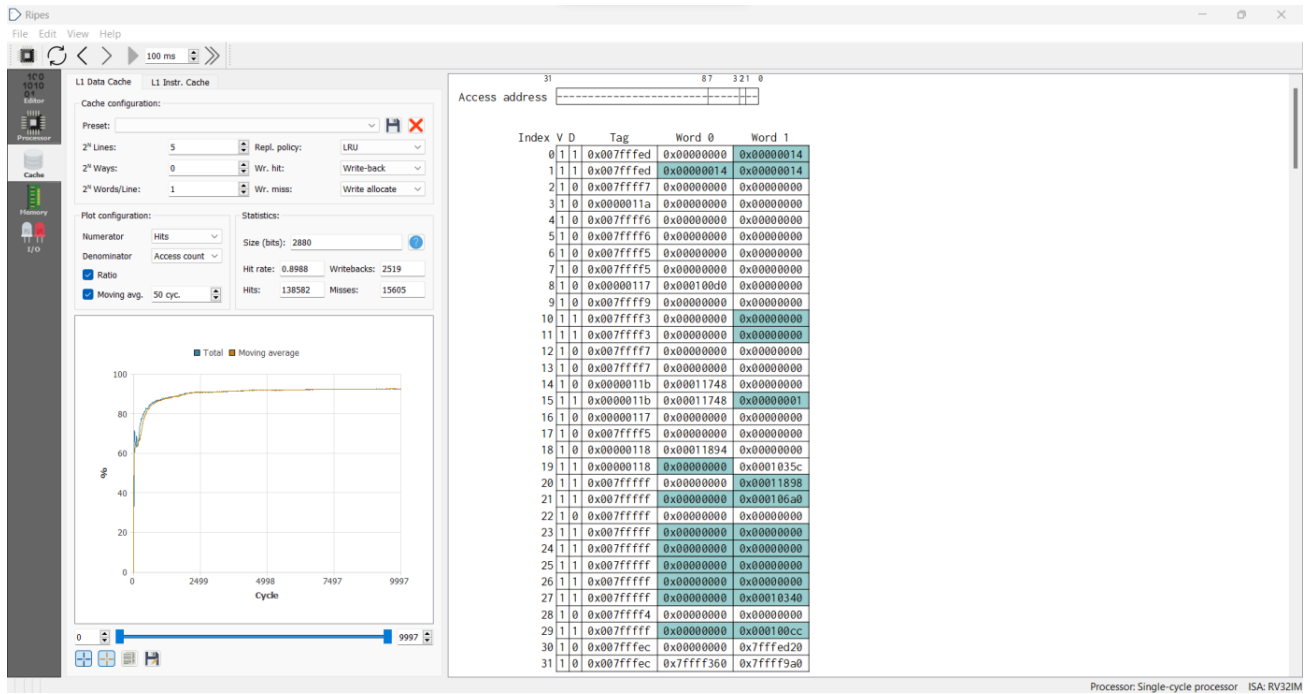 Ripes
File Edit View Help
100 ms
Editor
Processor
Cache
Memory
I/O
L1 Data Cache L1 Instr. Cache
Cache configuration:
Preset:
2ᴺ Lines: 5 Repl. policy: LRU
2ᴺ Ways: 0 Wr. hit: Write-back
2ᴺ Words/Line: 1 Wr. miss: Write allocate
Plot configuration: Statistics:
Numerator Hits Size (bits): 2880
Denominator Access count
Ratio Hit rate: 0.8988 Writebacks: 2519
Moving avg. 50 cyc. Hits: 138582 Misses: 15605
Total Moving average
100
80
60
40
20
0
%
0 2499 4998 7497 9997
Cycle
0 9997
31 8 7 3 2 1 0
Access address
Index V D Tag Word 0 Word 1
0 1 1 0x007fffed 0x00000000 0x00000014
1 1 1 0x007fffed 0x00000014 0x00000014
2 1 0 0x007ffff7 0x00000000 0x00000000
3 1 0 0x0000011a 0x00000000 0x00000000
4 1 0 0x007ffff6 0x00000000 0x00000000
5 1 0 0x007ffff6 0x00000000 0x00000000
6 1 0 0x007ffff5 0x00000000 0x00000000
7 1 0 0x007ffff5 0x00000000 0x00000000
8 1 0 0x00000117 0x000100d0 0x00000000
9 1 0 0x007ffff9 0x00000000 0x00000000
10 1 1 0x007ffff3 0x00000000 0x00000000
11 1 1 0x007ffff3 0x00000000 0x00000000
12 1 0 0x007ffff7 0x00000000 0x00000000
13 1 0 0x007ffff7 0x00000000 0x00000000
14 1 0 0x0000011b 0x00011748 0x00000000
15 1 1 0x0000011b 0x00011748 0x00000001
16 1 0 0x00000117 0x00000000 0x00000000
17 1 0 0x007ffff5 0x00000000 0x00000000
18 1 0 0x00000118 0x00011894 0x00000000
19 1 1 0x00000118 0x00000000 0x0001035c
20 1 1 0x007fffff 0x00000000 0x00011898
21 1 1 0x007fffff 0x00000000 0x000106a0
22 1 0 0x007fffff 0x00000000 0x00000000
23 1 1 0x007fffff 0x00000000 0x00000000
24 1 1 0x007fffff 0x00000000 0x00000000
25 1 1 0x007fffff 0x00000000 0x00000000
26 1 1 0x007fffff 0x00000000 0x00000000
27 1 1 0x007fffff 0x00000000 0x00010340
28 1 0 0x007ffff4 0x00000000 0x00000000
29 1 1 0x007fffff 0x00000000 0x000100cc
30 1 0 0x007fffec 0x00000000 0x7fffed20
31 1 0 0x007fffec 0x7ffff360 0x7ffff9a0
Processor: Single-cycle processor ISA: RV32IM